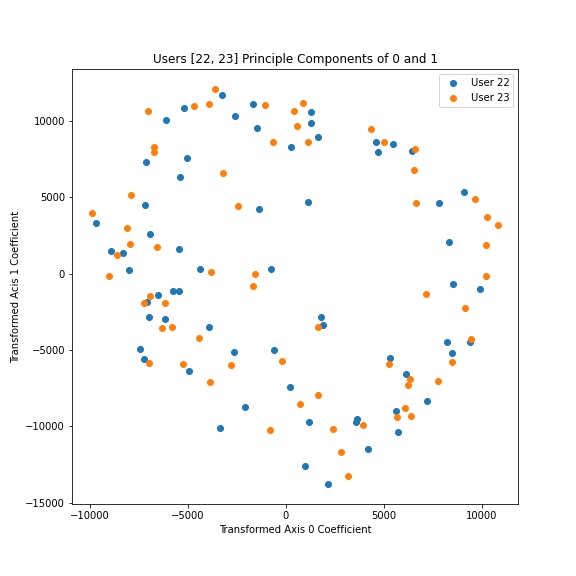 Users [22, 23] Principle Components of 0 and 1
User 22
User 23
10000
5000
0
−5000
−10000
−15000
Transformed Acis 1 Coefficient
−10000 −5000 0 5000 10000
Transformed Axis 0 Coefficient